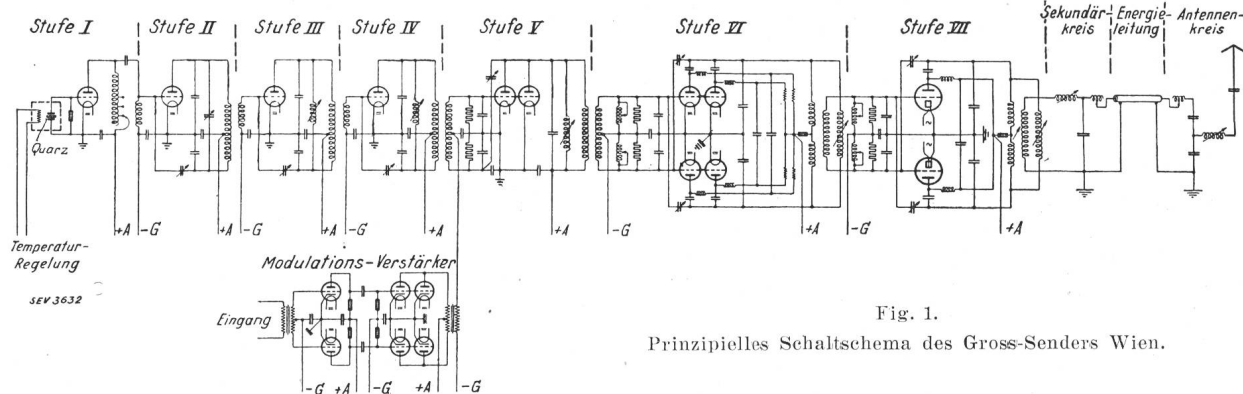 Stufe I
Stufe II
Stufe III
Stufe IV
Stufe V
Stufe VI
Stufe VII
Sekundär-
kreis
Energie-
leitung
Antennen-
kreis
Quarz
+A -G +A -G +A -G +A +A -G +A -G +A
Temperatur-
Regelung
SEV 3632
Modulations-Verstärker
Eingang
-G +A -G +A -G
Fig. 1.
Prinzipielles Schaltschema des Gross-Senders Wien.